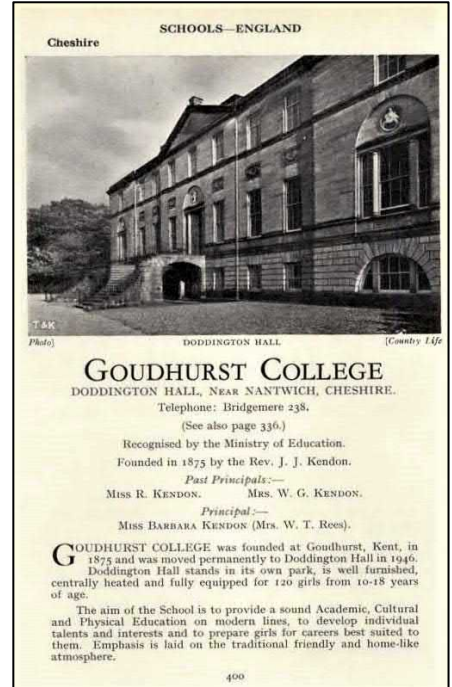 SCHOOLS—ENGLAND
Cheshire
T&K
Photo]
DODDINGTON HALL
[Country Life
GOUDHURST COLLEGE
DODDINGTON HALL, NEAR NANTWICH, CHESHIRE.
Telephone: Bridgemere 238.
(See also page 336.)
Recognised by the Ministry of Education.
Founded in 1875 by the Rev. J. J. Kendon.
Past Principals:—
MISS R. KENDON. MRS. W. G. KENDON.
Principal:—
MISS BARBARA KENDON (Mrs. W. T. Rees).
GOUDHURST COLLEGE was founded at Goudhurst, Kent, in
1875 and was moved permanently to Doddington Hall in 1946.
Doddington Hall stands in its own park, is well furnished,
centrally heated and fully equipped for 120 girls from 10-18 years
of age.
The aim of the School is to provide a sound Academic, Cultural
and Physical Education on modern lines, to develop individual
talents and interests and to prepare girls for careers best suited to
them. Emphasis is laid on the traditional friendly and home-like
atmosphere.
400